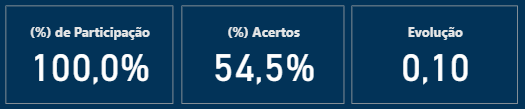 (%) de Participação
100,0%
(%) Acertos
54,5%
Evolução
0,10